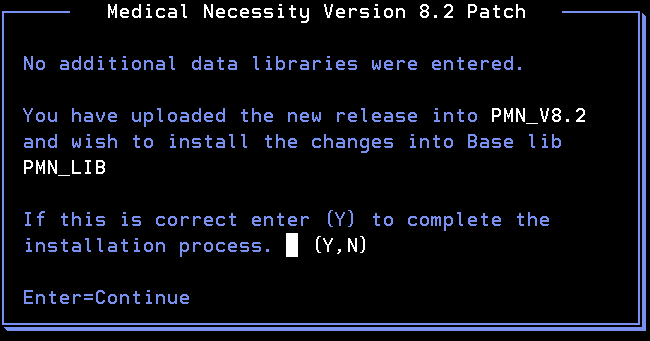 Medical Necessity Version 8.2 Patch
No additional data libraries were entered.
You have uploaded the new release into PMN_V8.2
and wish to install the changes into Base lib
PMN_LIB
If this is correct enter (Y) to complete the
installation process. (Y,N)
Enter=Continue